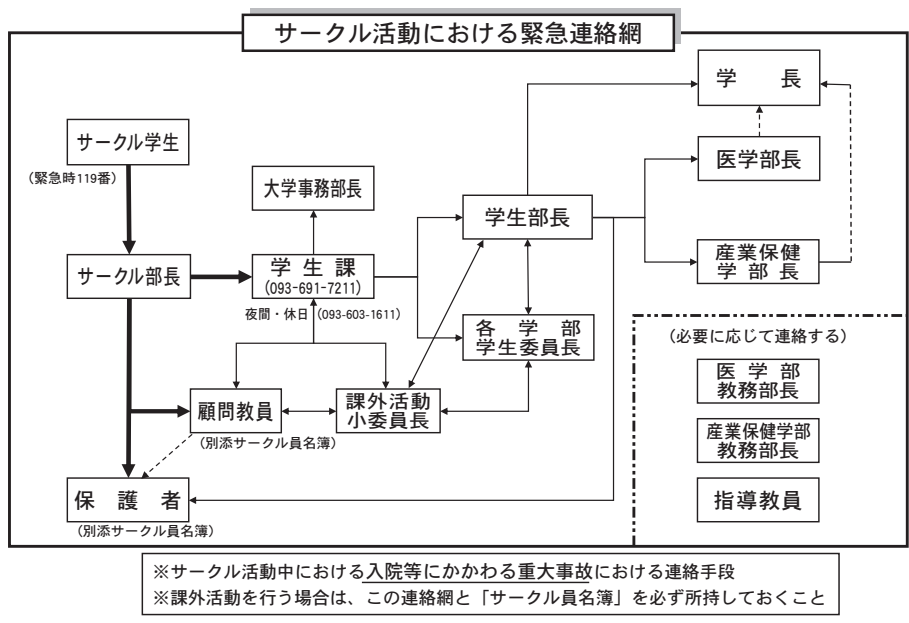 サークル活動における緊急連絡網
学　　長
サークル学生
(緊急時119番)
医学部長
大学事務部長
学生部長
サークル部長
学 生 課
(093-691-7211)
夜間・休日 (093-603-1611)
産業保健
学 部 長
各　学　部
学生委員長
(必要に応じて連絡する)
医 学 部
教務部長
顧問教員
(別添サークル員名簿)
課外活動
小委員長
産業保健学部
教務部長
保　護　者
(別添サークル員名簿)
指導教員
※サークル活動中における入院等にかかわる重大事故における連絡手段
※課外活動を行う場合は、この連絡網と「サークル員名簿」を必ず所持しておくこと